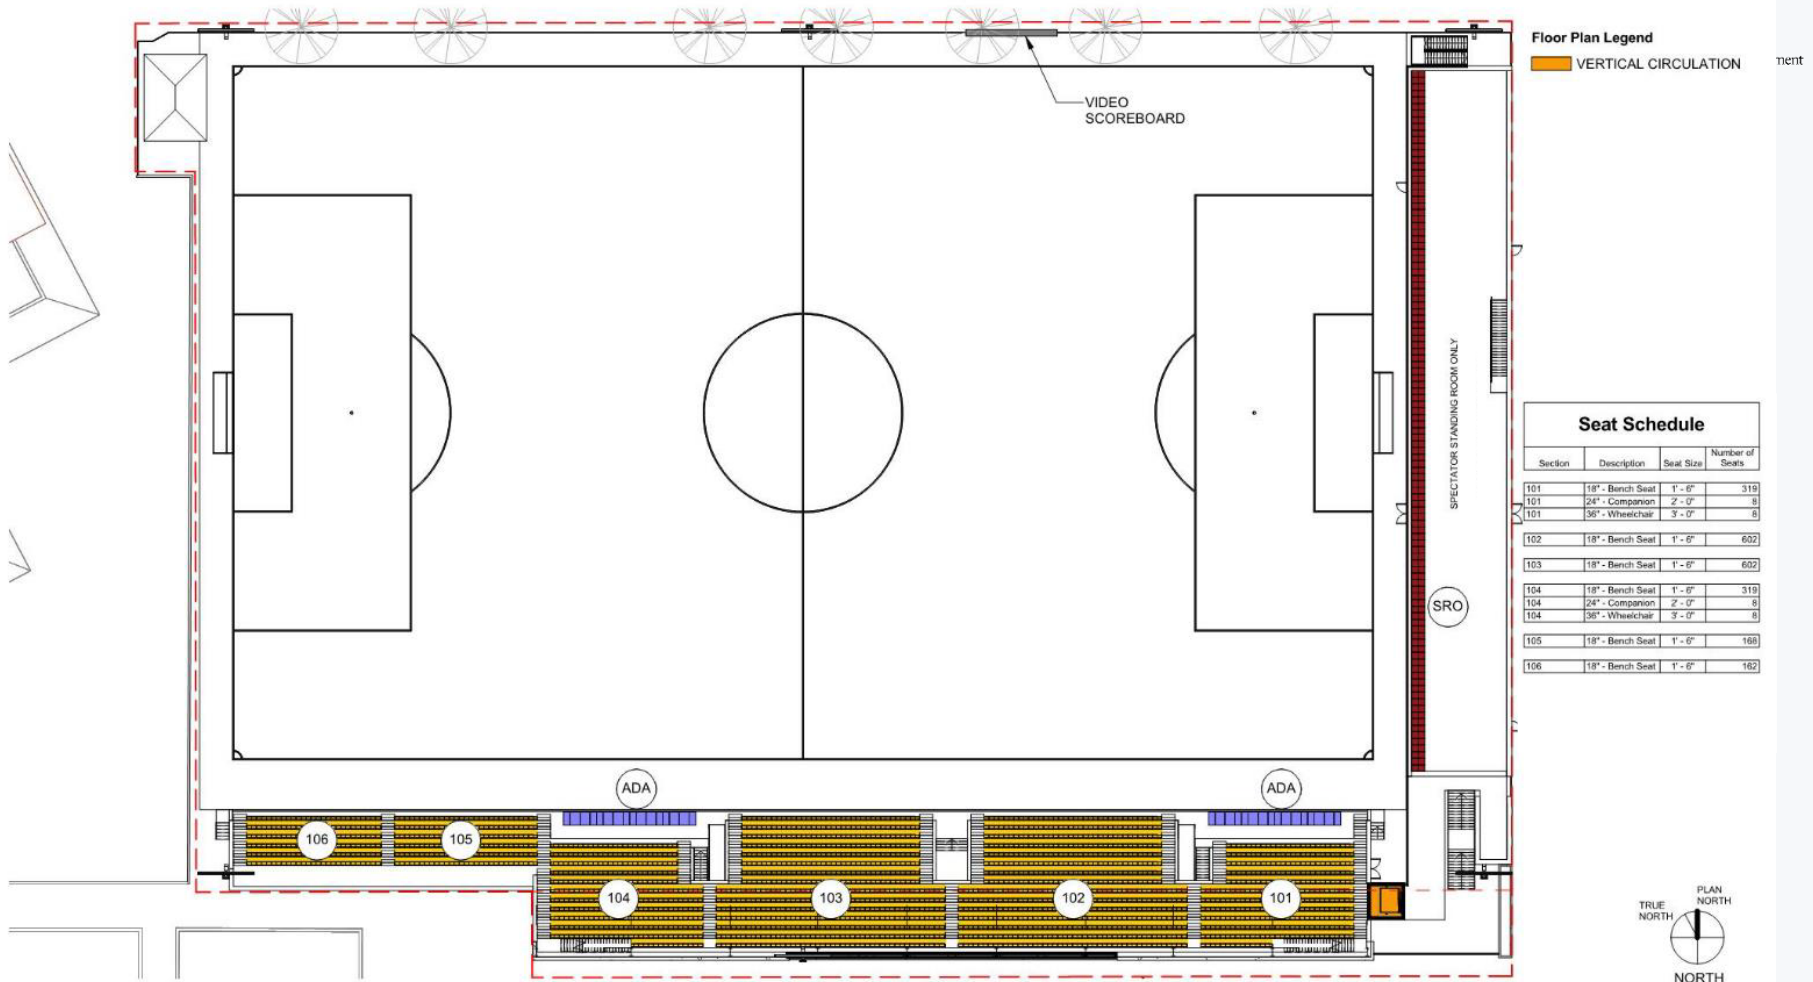 Floor Plan Legend
VERTICAL CIRCULATION
ment
VIDEO
SCOREBOARD
SPECTATOR STANDING ROOM ONLY
SRO
Seat Schedule
Section Description Seat Size Number of Seats
101 18" - Bench Seat 1' - 6" 319
101 24" - Companion 2' - 0" 8
101 36" - Wheelchair 3' - 0" 8
102 18" - Bench Seat 1' - 6" 602
103 18" - Bench Seat 1' - 6" 602
104 18" - Bench Seat 1' - 6" 319
104 24" - Companion 2' - 0" 8
104 36" - Wheelchair 3' - 0" 8
105 18" - Bench Seat 1' - 6" 168
106 18" - Bench Seat 1' - 6" 162
ADA
ADA
106
105
104
103
102
101
PLAN
NORTH
TRUE
NORTH
NORTH